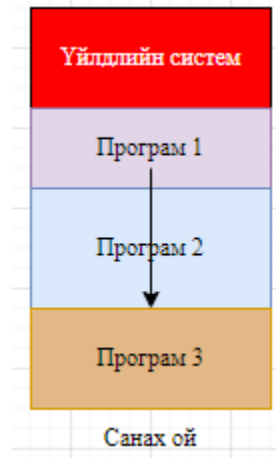 Үйлдлийн систем
Програм 1
Програм 2
Програм 3
Санах ой